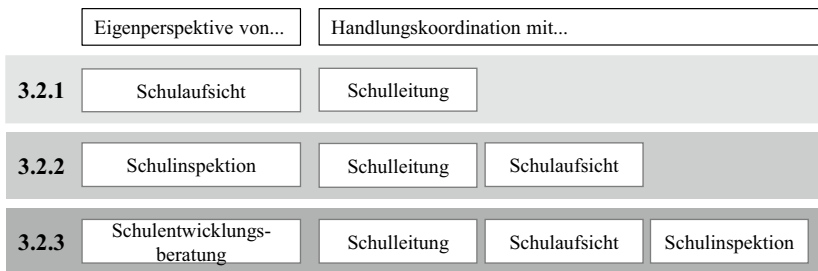 Eigenperspektive von... Handlungskoordination mit...
3.2.1 Schulaufsicht Schulleitung
3.2.2 Schulinspektion Schulleitung Schulaufsicht
3.2.3 Schulentwicklungs-
beratung Schulleitung Schulaufsicht Schulinspektion